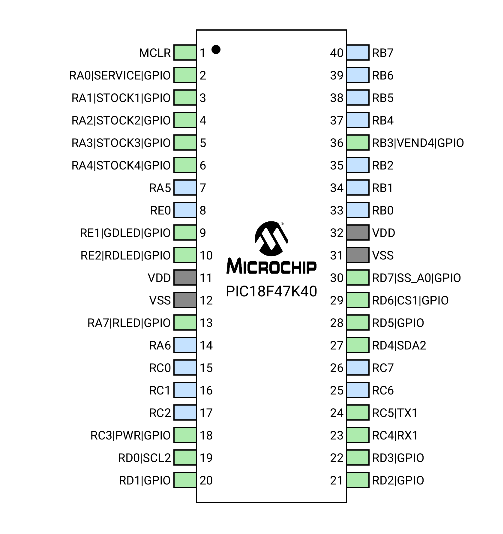 MCLR 1 40 RB7
RA0|SERVICE|GPIO 2 39 RB6
RA1|STOCK1|GPIO 3 38 RB5
RA2|STOCK2|GPIO 4 37 RB4
RA3|STOCK3|GPIO 5 36 RB3|VEND4|GPIO
RA4|STOCK4|GPIO 6 35 RB2
RA5 7 34 RB1
RE0 8 33 RB0
RE1|GDLED|GPIO 9 32 VDD
RE2|RDLED|GPIO 10 31 VSS
MICROCHIP
VDD 11 30 RD7|SS_A0|GPIO
PIC18F47K40
VSS 12 29 RD6|CS1|GPIO
RA7|RLED|GPIO 13 28 RD5|GPIO
RA6 14 27 RD4|SDA2
RC0 15 26 RC7
RC1 16 25 RC6
RC2 17 24 RC5|TX1
RC3|PWR|GPIO 18 23 RC4|RX1
RD0|SCL2 19 22 RD3|GPIO
RD1|GPIO 20 21 RD2|GPIO